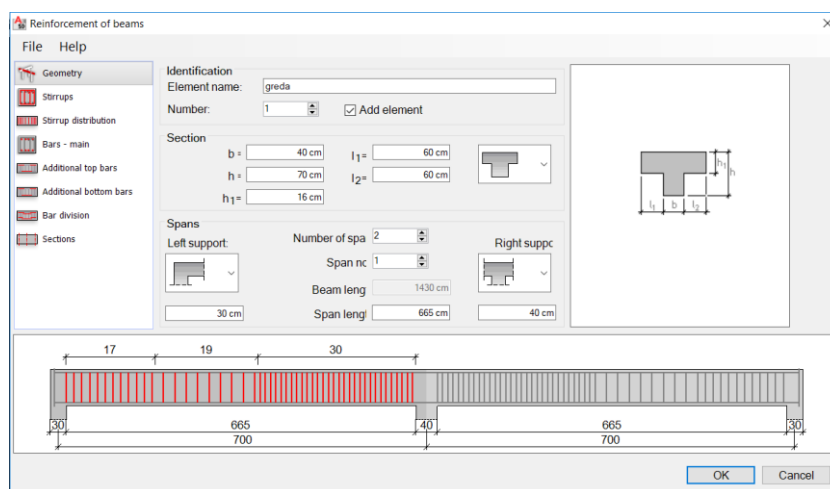 Reinforcement of beams
File Help
Geometry
Stirrups
Stirrup distribution
Bars - main
Additional top bars
Additional bottom bars
Bar division
Sections
Identification
Element name: greda
Number: 1 Add element
Section
b = 40 cm l1= 60 cm
h = 70 cm l2= 60 cm
h1= 16 cm
Spans
Left support: Number of spa 2 Right suppc
Span nc 1
Beam leng 1430 cm
30 cm Span lengt 665 cm 40 cm
h1
h
l1 b l2
17 19 30
30 665 40 665 30
700 700
OK Cancel